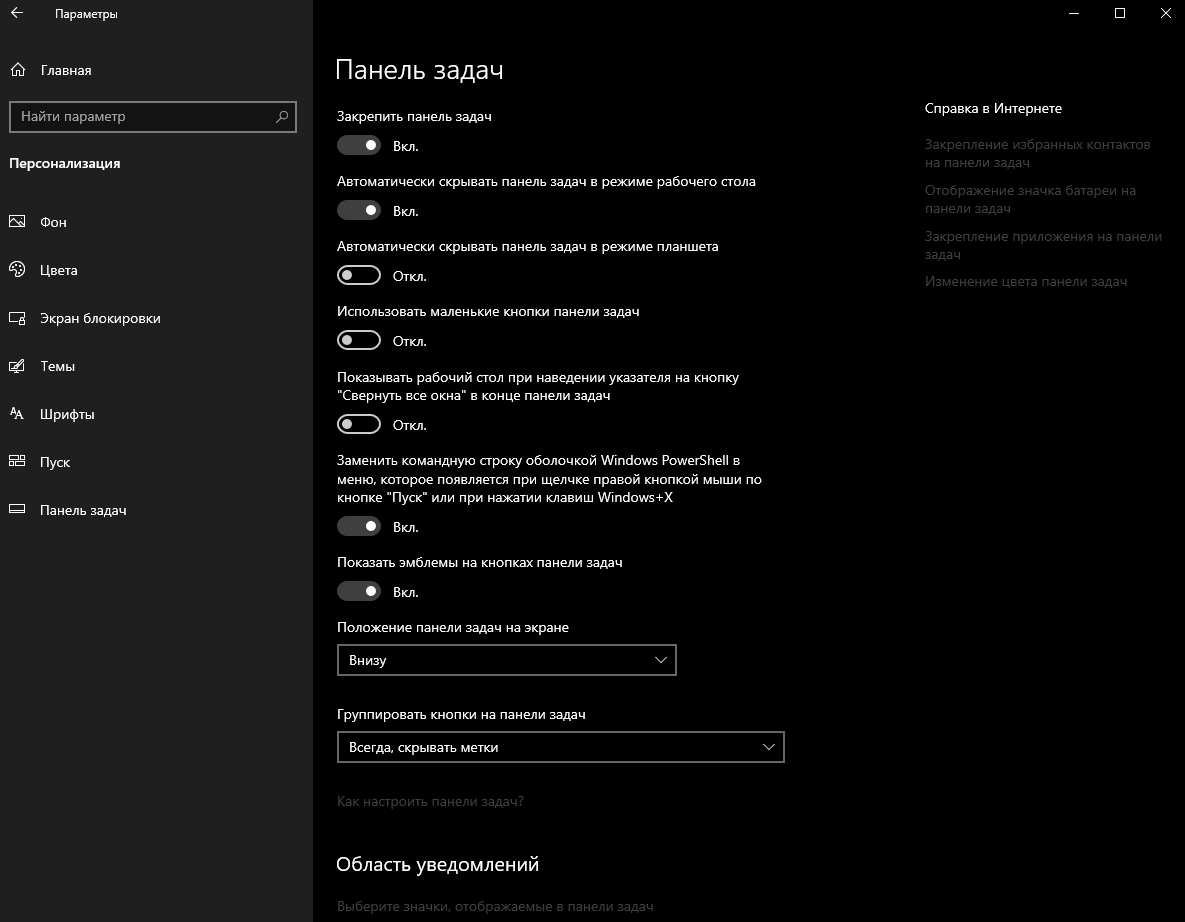 Параметры
Главная
Найти параметр
Персонализация
Фон
Цвета
Экран блокировки
Темы
Шрифты
Пуск
Панель задач
Панель задач
Закрепить панель задач
Вкл.
Автоматически скрывать панель задач в режиме рабочего стола
Вкл.
Автоматически скрывать панель задач в режиме планшета
Откл.
Использовать маленькие кнопки панели задач
Откл.
Показывать рабочий стол при наведении указателя на кнопку
"Свернуть все окна" в конце панели задач
Откл.
Заменить командную строку оболочкой Windows PowerShell в
меню, которое появляется при щелчке правой кнопкой мыши по
кнопке "Пуск" или при нажатии клавиш Windows+X
Вкл.
Показать эмблемы на кнопках панели задач
Вкл.
Положение панели задач на экране
Внизу
Группировать кнопки на панели задач
Всегда, скрывать метки
Как настроить панели задач?
Область уведомлений
Выберите значки, отображаемые в панели задач
Справка в Интернете
Закрепление избранных контактов
на панели задач
Отображение значка батареи на
панели задач
Закрепление приложения на панели
задач
Изменение цвета панели задач